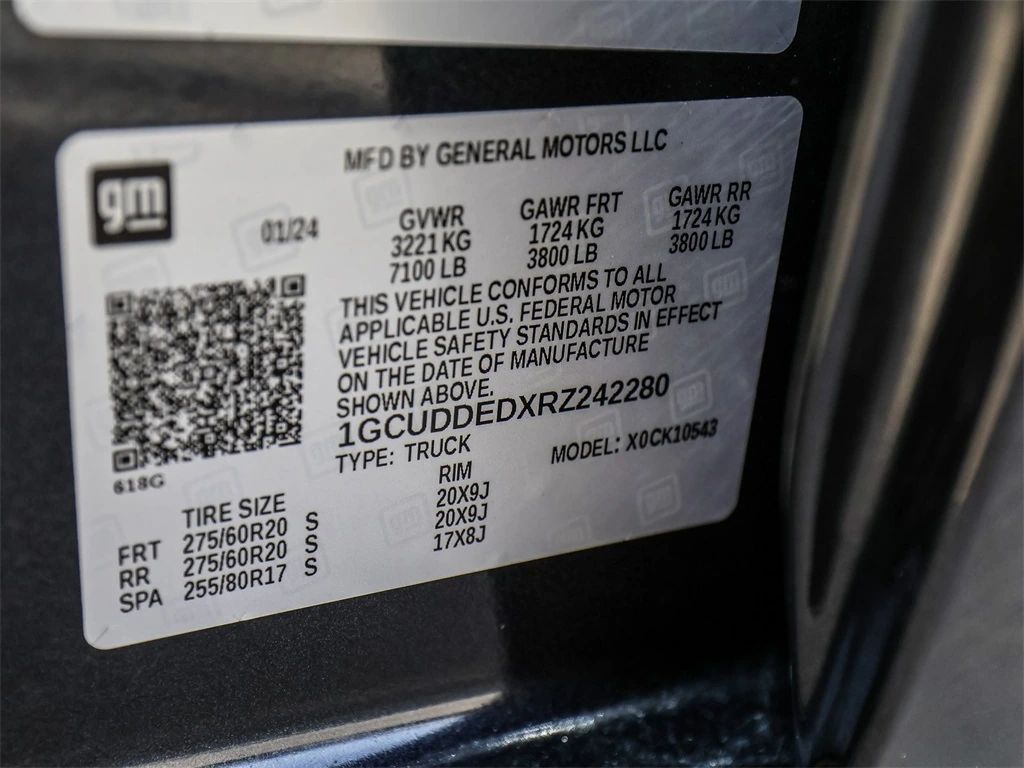 MFD BY GENERAL MOTORS LLC
gm
01/24
GVWR GAWR FRT GAWR RR
3221 KG 1724 KG 1724 KG
7100 LB 3800 LB 3800 LB
THIS VEHICLE CONFORMS TO ALL
APPLICABLE U.S. FEDERAL MOTOR
VEHICLE SAFETY STANDARDS IN EFFECT
ON THE DATE OF MANUFACTURE
SHOWN ABOVE.
1GCUDDEDXRZ242280
618G
TYPE: TRUCK MODEL: X0CK10543
TIRE SIZE RIM
FRT 275/60R20 S 20X9J
RR 275/60R20 S 20X9J
SPA 255/80R17 S 17X8J